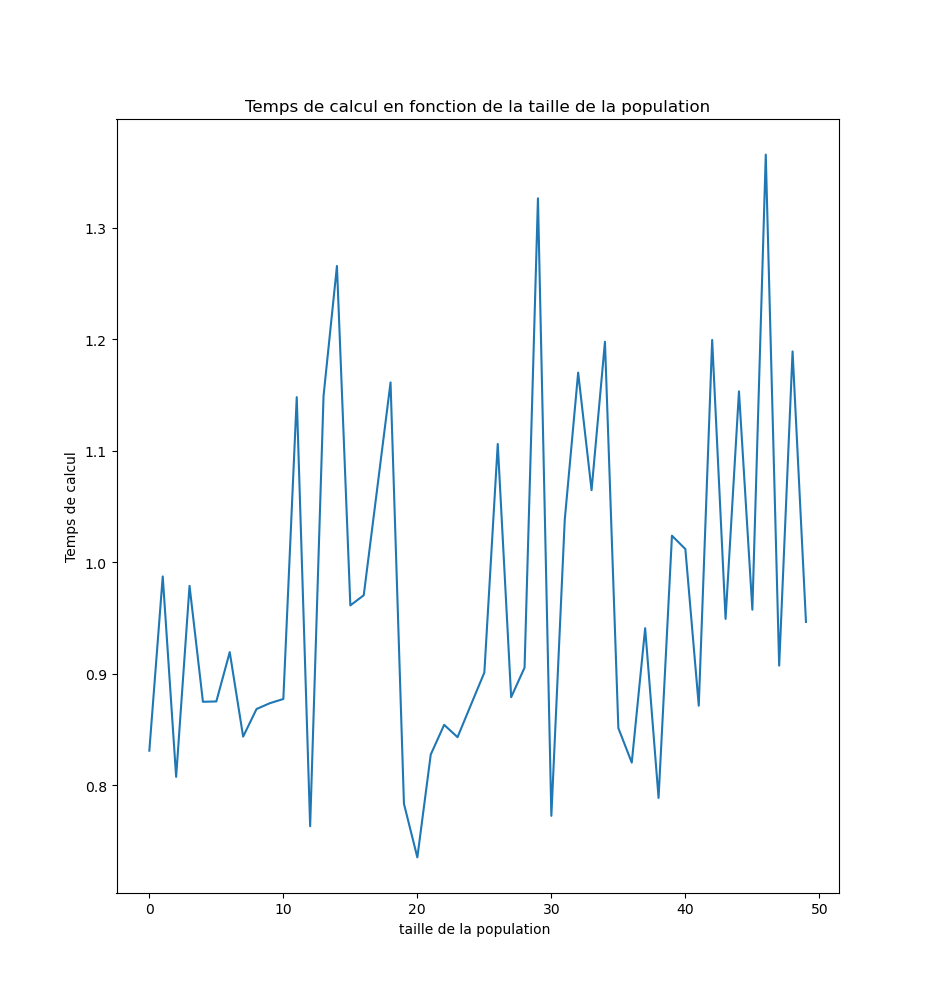 Temps de calcul en fonction de la taille de la population
Temps de calcul
1.3
1.2
1.1
1.0
0.9
0.8
0 10 20 30 40 50
taille de la population